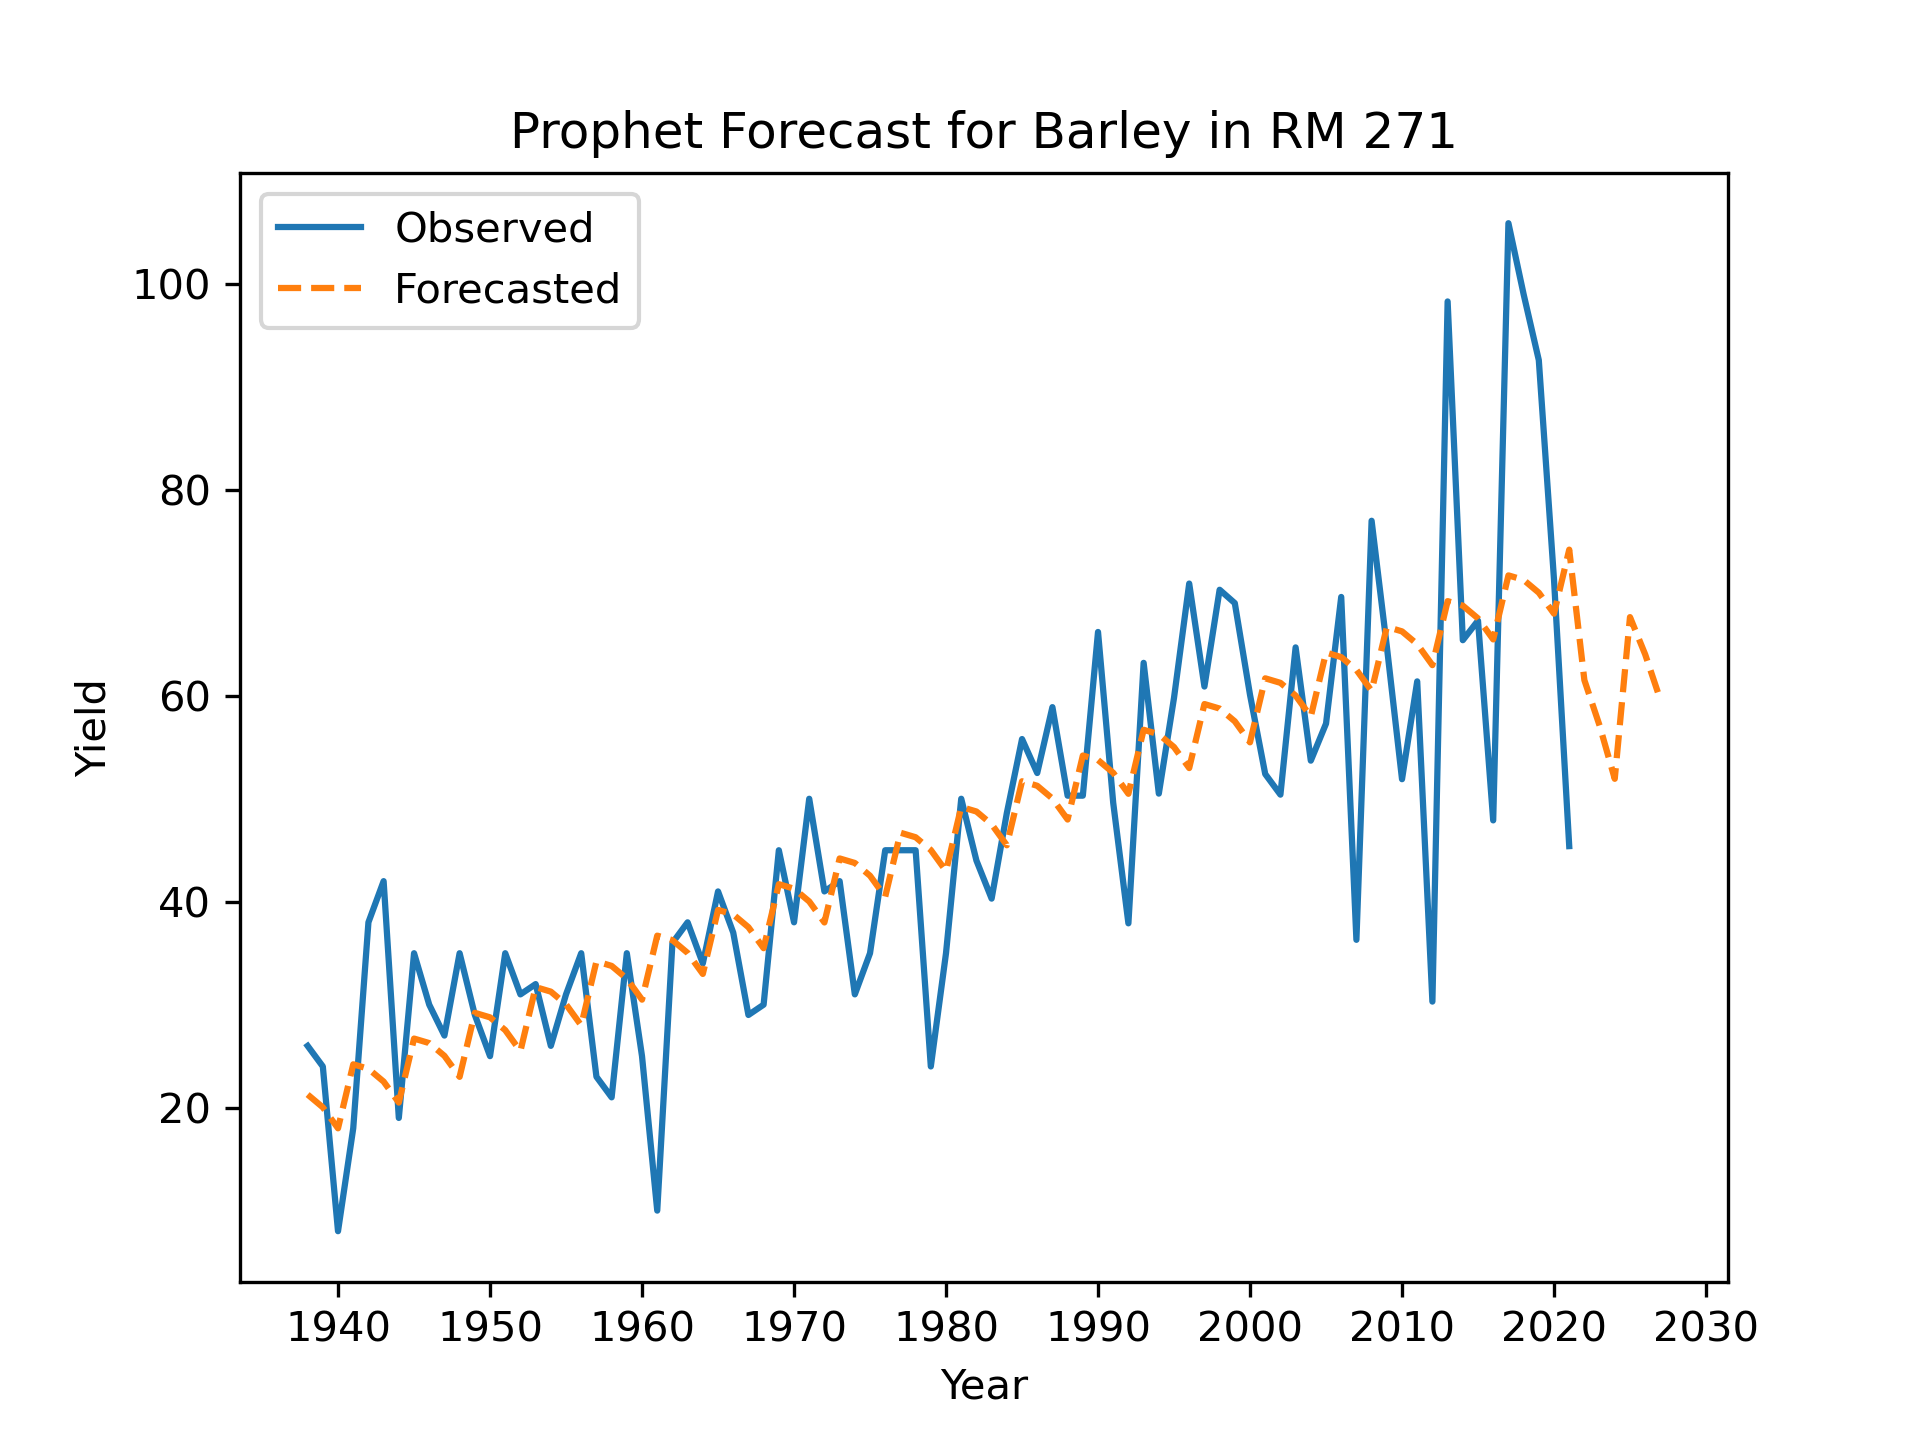 Prophet Forecast for Barley in RM 271
Observed
Forecasted
100
80
60
40
20
Yield
1940 1950 1960 1970 1980 1990 2000 2010 2020 2030
Year